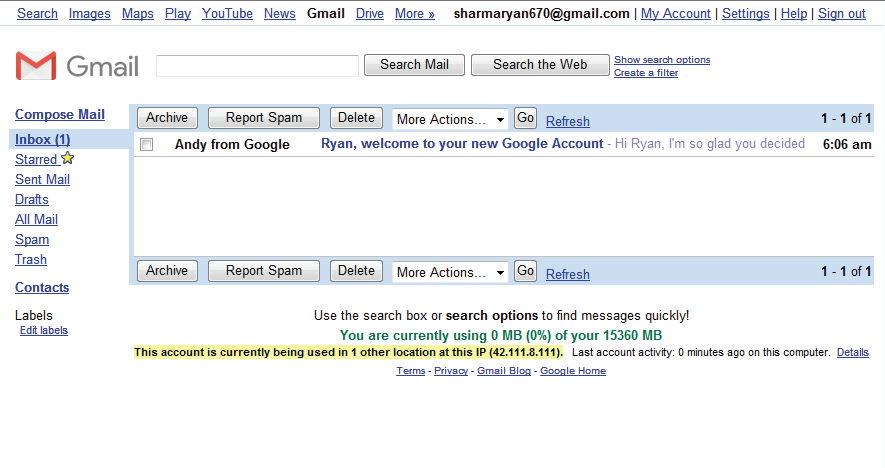 Search Images Maps Play YouTube News Gmail Drive More » sharmaryan670@gmail.com | My Account | Settings | Help | Sign out
Gmail Search Mail Search the Web Show search options
Create a filter
Compose Mail
Archive Report Spam Delete More Actions... Go Refresh 1 - 1 of 1
Inbox (1)
Andy from Google Ryan, welcome to your new Google Account - Hi Ryan, I'm so glad you decided 6:06 am
Starred
Sent Mail
Drafts
All Mail
Spam
Trash
Archive Report Spam Delete More Actions... Go Refresh 1 - 1 of 1
Contacts
Labels
Edit labels
Use the search box or search options to find messages quickly!
You are currently using 0 MB (0%) of your 15360 MB
This account is currently being used in 1 other location at this IP (42.111.8.111). Last account activity: 0 minutes ago on this computer. Details
Terms - Privacy - Gmail Blog - Google Home